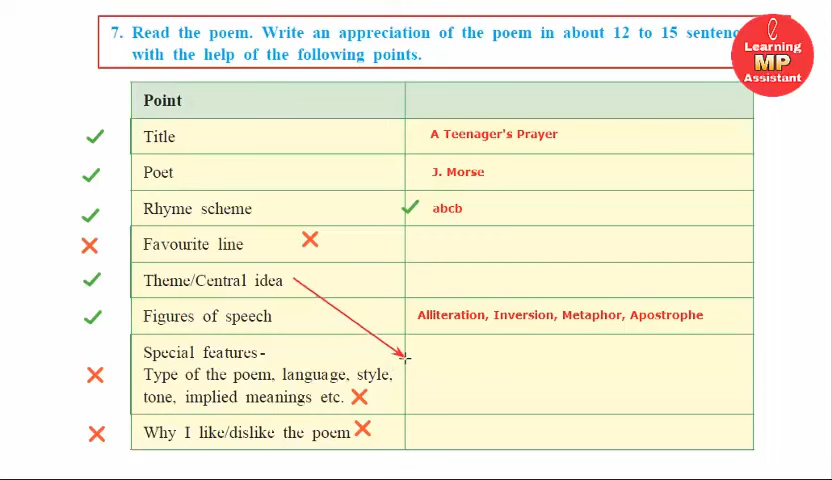 7. Read the poem. Write an appreciation of the poem in about 12 to 15
with the help of the following points.
Learning
MP
Assistant
Point
Title A Teenager's Prayer
Poet J. Morse
Rhyme scheme abcb
Favourite line
Theme/Central idea
Figures of speech Alliteration, Inversion, Metaphor, Apostrophe
Special features-
Type of the poem, language, style,
tone, implied meanings etc.
Why I like/dislike the poem